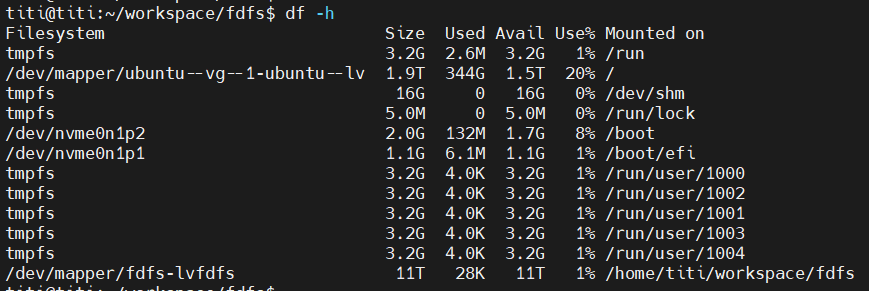 titi@titi:~/workspace/fdfs$ df -h
Filesystem Size Used Avail Use% Mounted on
tmpfs 3.2G 2.6M 3.2G 1% /run
/dev/mapper/ubuntu--vg--1-ubuntu--lv 1.9T 344G 1.5T 20% /
tmpfs 16G 0 16G 0% /dev/shm
tmpfs 5.0M 0 5.0M 0% /run/lock
/dev/nvme0n1p2 2.0G 132M 1.7G 8% /boot
/dev/nvme0n1p1 1.1G 6.1M 1.1G 1% /boot/efi
tmpfs 3.2G 4.0K 3.2G 1% /run/user/1000
tmpfs 3.2G 4.0K 3.2G 1% /run/user/1002
tmpfs 3.2G 4.0K 3.2G 1% /run/user/1001
tmpfs 3.2G 4.0K 3.2G 1% /run/user/1003
tmpfs 3.2G 4.0K 3.2G 1% /run/user/1004
/dev/mapper/fdfs-lvfdfs 11T 28K 11T 1% /home/titi/workspace/fdfs